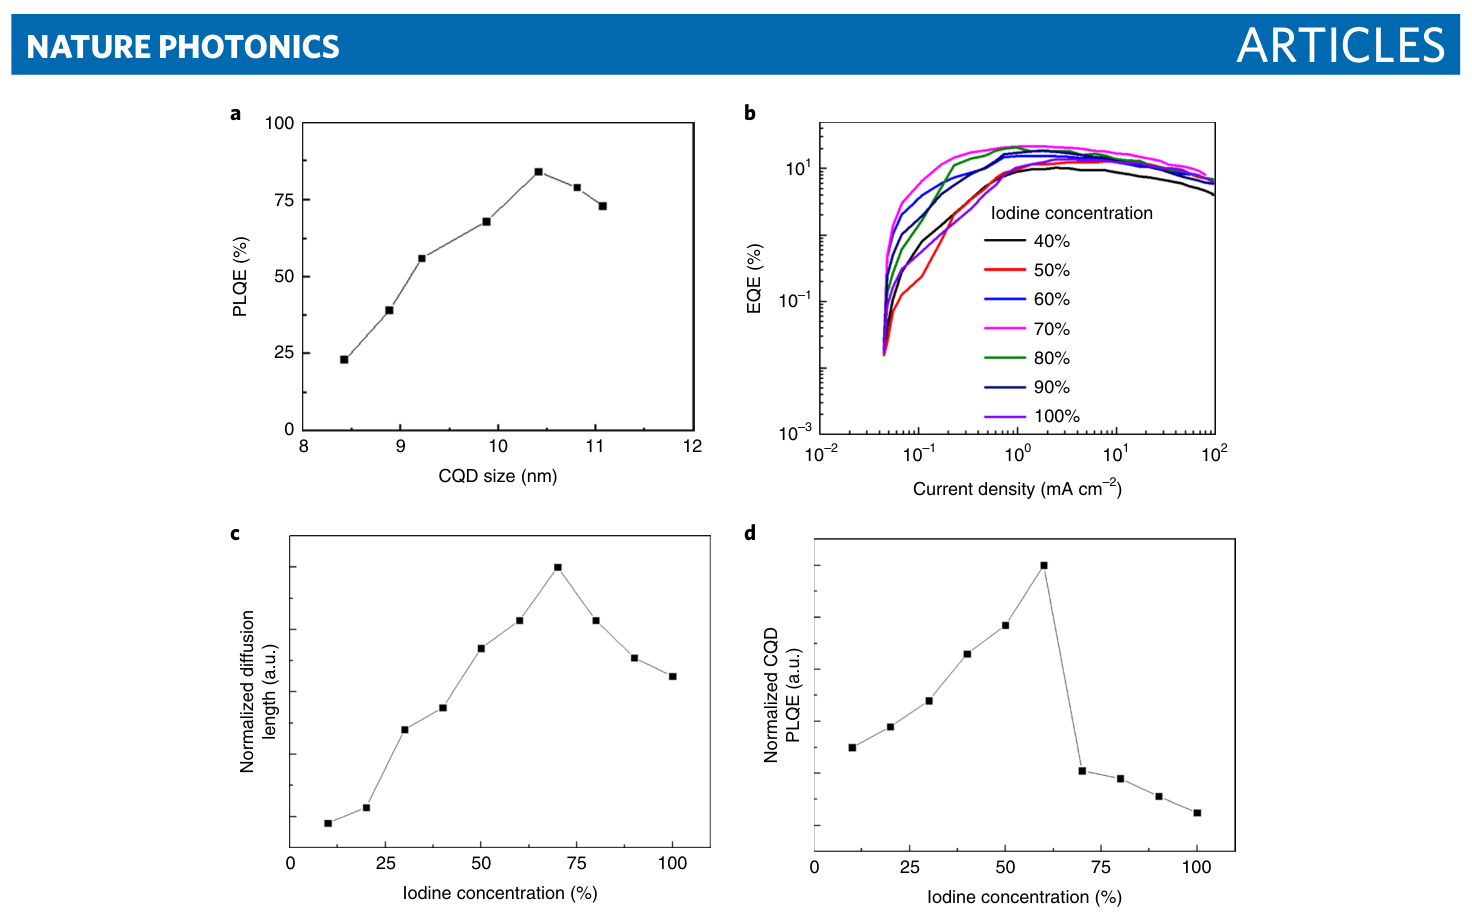 NATURE PHOTONICS
ARTICLES
a
100
75
50
25
0
8 9 10 11 12
PLQE (%)
CQD size (nm)
b
10¹
10⁻¹
10⁻³
10⁻² 10⁻¹ 10⁰ 10¹ 10²
EQE (%)
Current density (mA cm⁻²)
Iodine concentration
40%
50%
60%
70%
80%
90%
100%
c
Normalized diffusion
length (a.u.)
0 25 50 75 100
Iodine concentration (%)
d
Normalized CQD
PLQE (a.u.)
0 25 50 75 100
Iodine concentration (%)